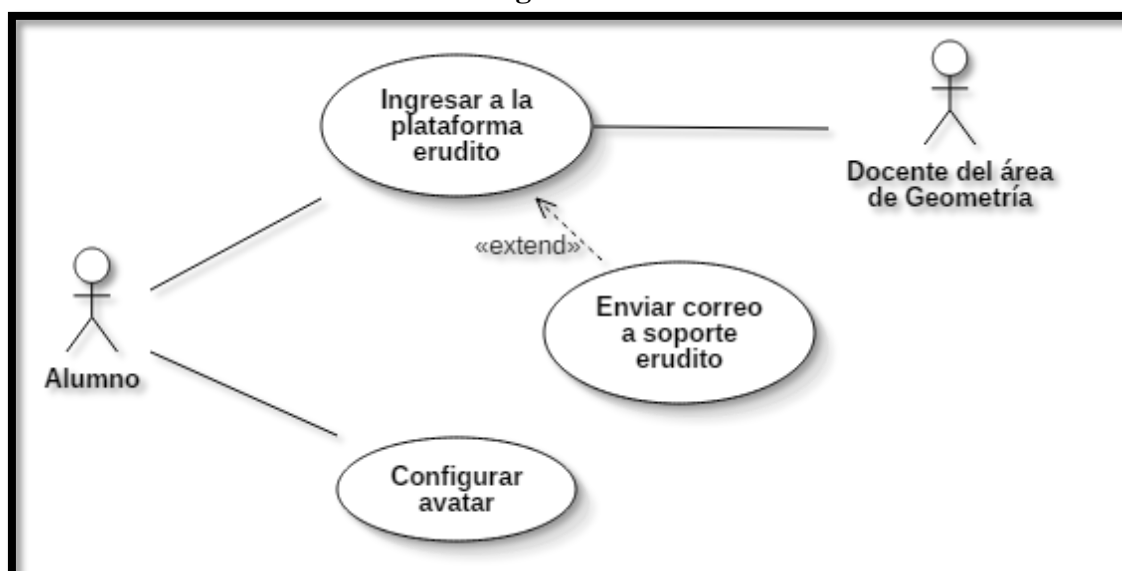 Ingresar a la
plataforma
erudito
Docente del área
de Geometría
«extend»
Enviar correo
a soporte
erudito
Alumno
Configurar
avatar